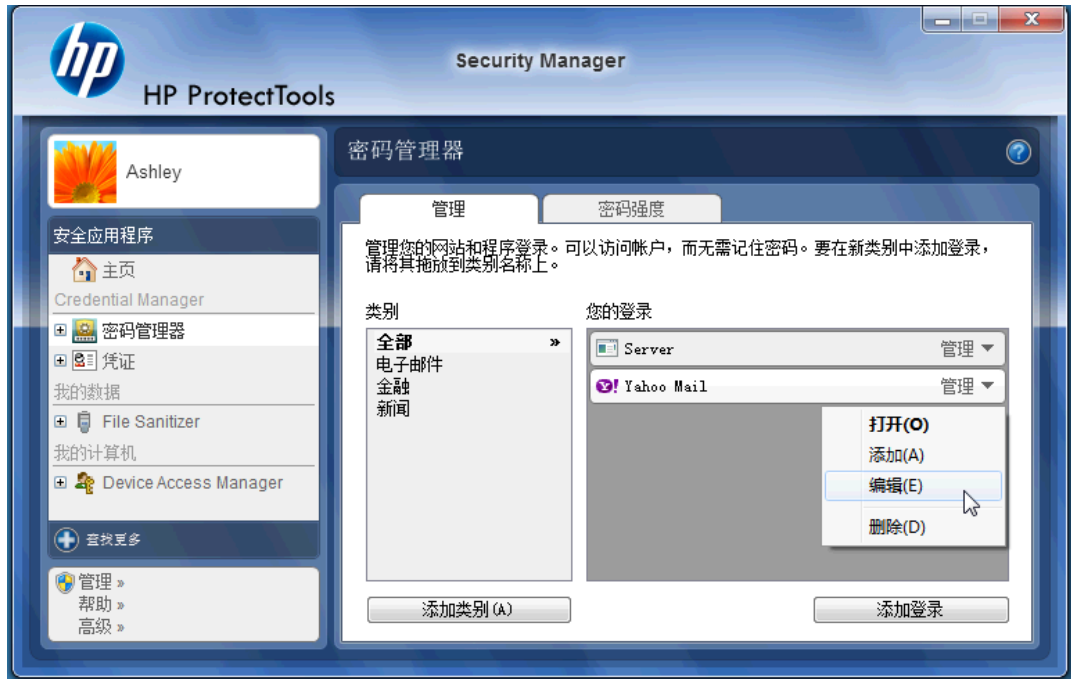 hp
HP ProtectTools
Security Manager
Ashley
安全应用程序
主页
Credential Manager
密码管理器
凭证
我的数据
File Sanitizer
我的计算机
Device Access Manager
查找更多
管理 »
帮助 »
高级 »
密码管理器
管理
密码强度
管理您的网站和程序登录。可以访问帐户，而无需记住密码。要在新类别中添加登录，
请将其拖放到类别名称上。
类别
全部 »
电子邮件
金融
新闻
添加类别(A)
您的登录
Server 管理
Yahoo Mail 管理
打开(O)
添加(A)
编辑(E)
删除(D)
添加登录